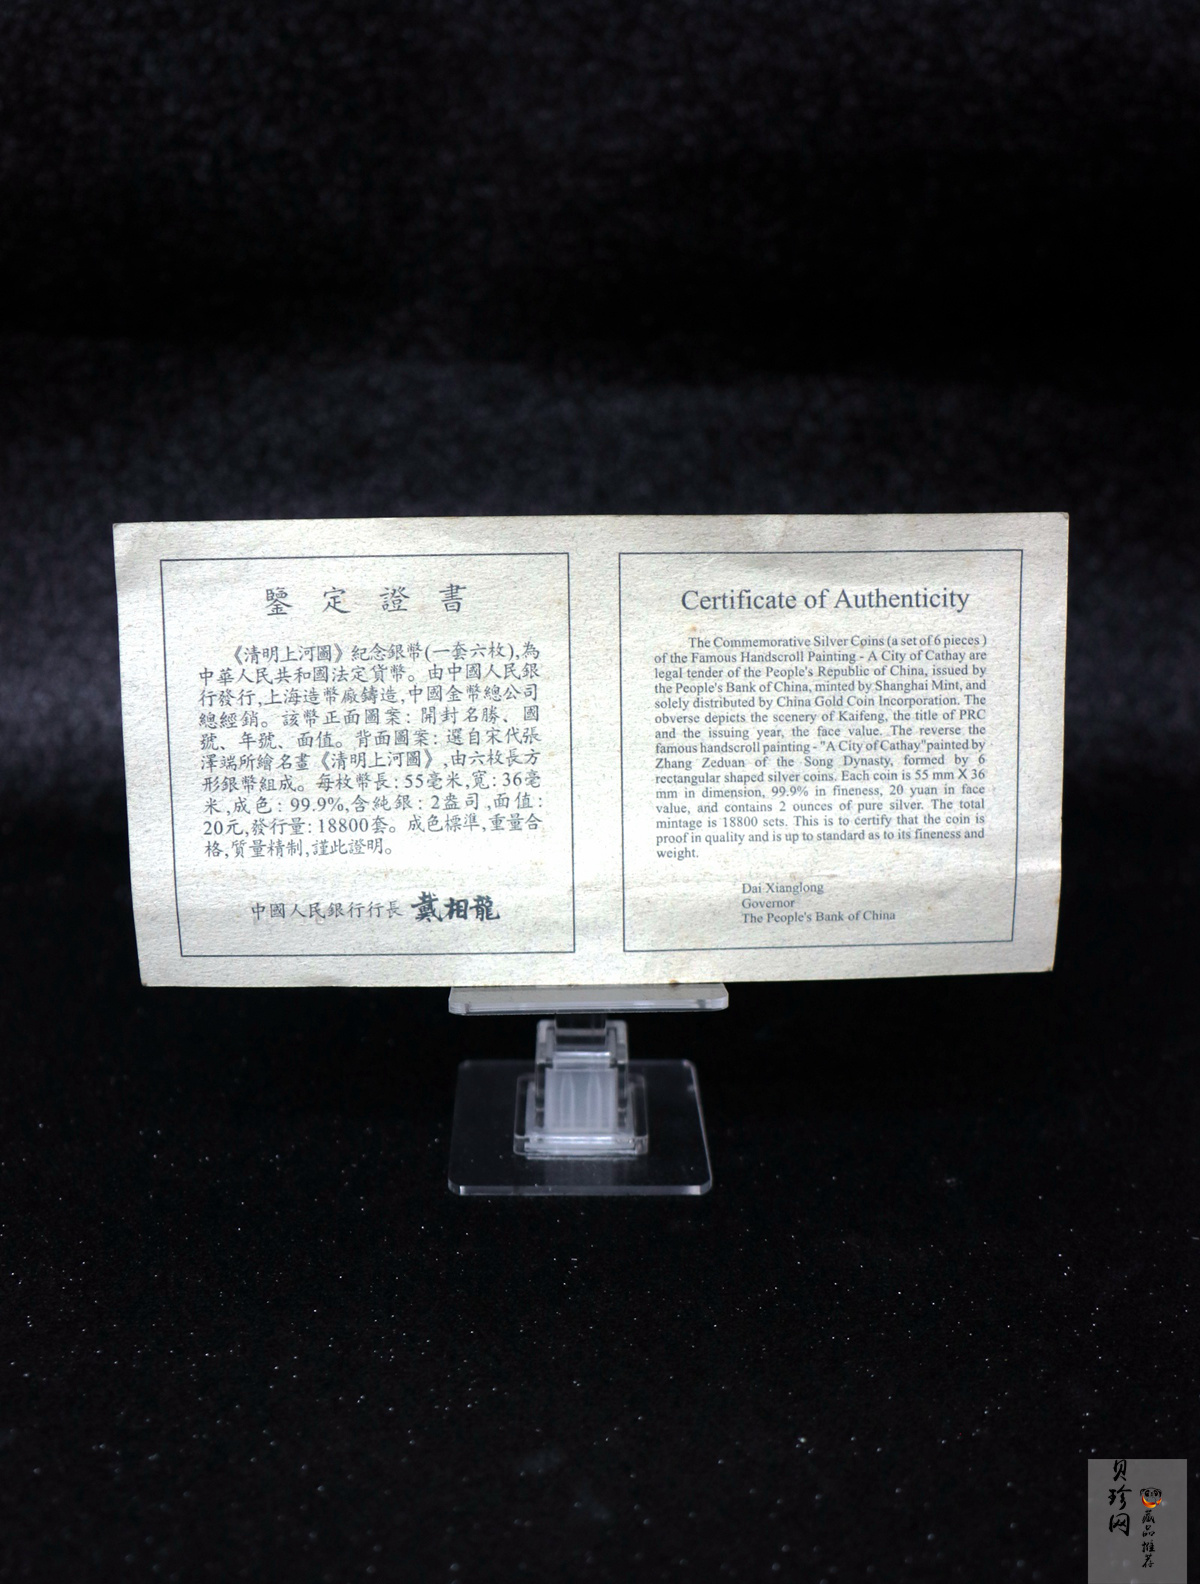 鑒定證書
《清明上河圖》紀念銀幣(一套六枚),為
中華人民共和國法定貨幣。由中國人民銀
行發行,上海造幣廠鑄造,中國金幣總公司
總經銷。該幣正面圖案:開封名勝、國
號、年號、面值。背面圖案:選自宋代張
澤端所繪名畫《清明上河圖》,由六枚長方
形銀幣組成。每枚幣長:55毫米,宽:36毫
米,成色:99.9%,含純銀:2盎司,面值:
20元,發行量:18800套。成色標準,重量合
格,質量精制,謹此證明。
中國人民銀行行長 戴相龍
Certificate of Authenticity
The Commemorative Silver Coins (a set of 6 pieces )
of the Famous Handscroll Painting - A City of Cathay are
legal tender of the People's Republic of China, issued by
the People's Bank of China, minted by Shanghai Mint, and
solely distributed by China Gold Coin Incorporation. The
obverse depicts the scenery of Kaifeng, the title of PRC
and the issuing year, the face value. The reverse the
famous handscroll painting - "A City of Cathay"painted by
Zhang Zeduan of the Song Dynasty, formed by 6
rectangular shaped silver coins. Each coin is 55 mm X 36
mm in dimension, 99.9% in fineness, 20 yuan in face
value, and contains 2 ounces of pure silver. The total
mintage is 18800 sets. This is to certify that the coin is
proof in quality and is up to standard as to its fineness and
weight.
Dai Xianglong
Governor
The People's Bank of China
贝珍网
藏品推荐